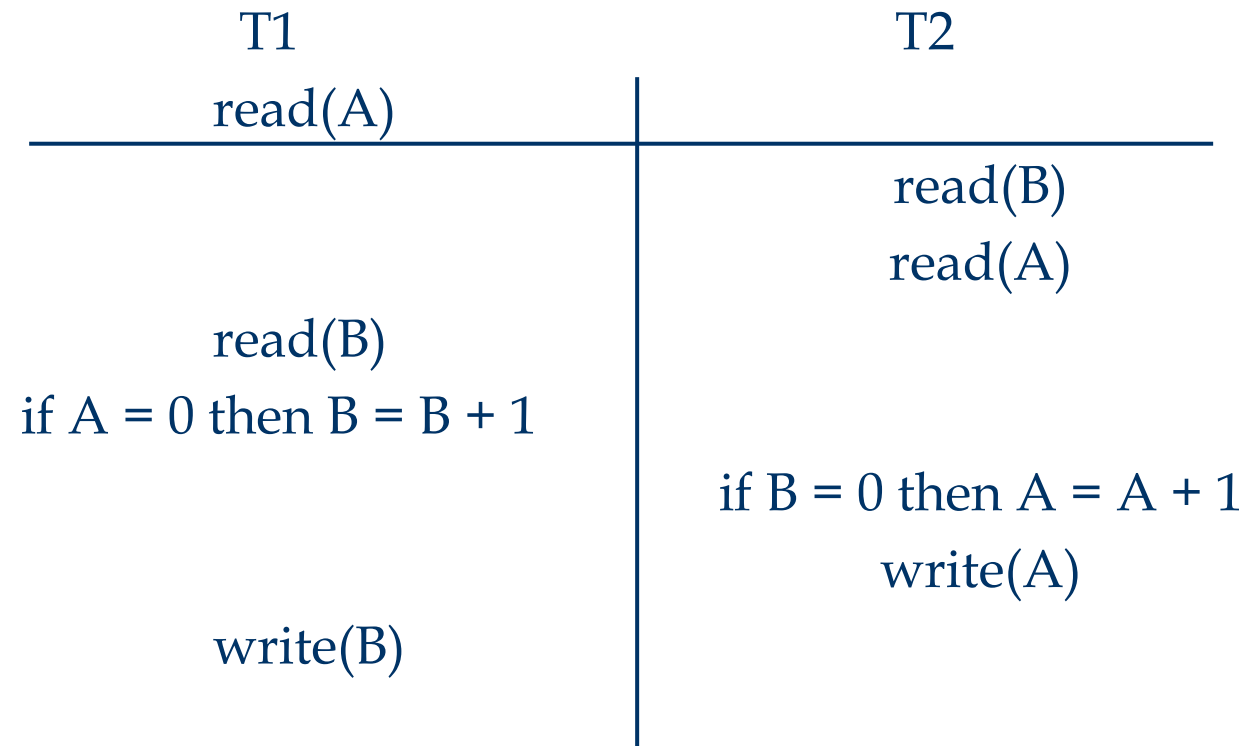 T1 T2
read(A)
read(B)
read(A)
read(B)
if A = 0 then B = B + 1
if B = 0 then A = A + 1
write(A)
write(B)